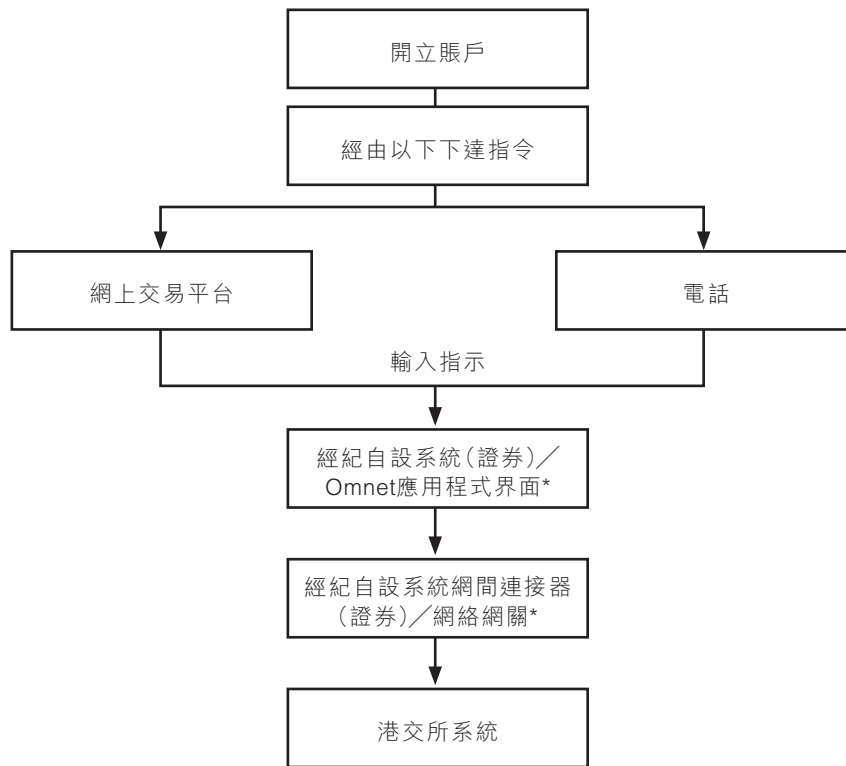 開立賬戶
經由以下下達指令
網上交易平台
電話
輸入指示
經紀自設系統(證券)／
Omnet應用程式界面*
經紀自設系統網間連接器
(證券)／網絡網關*
港交所系統